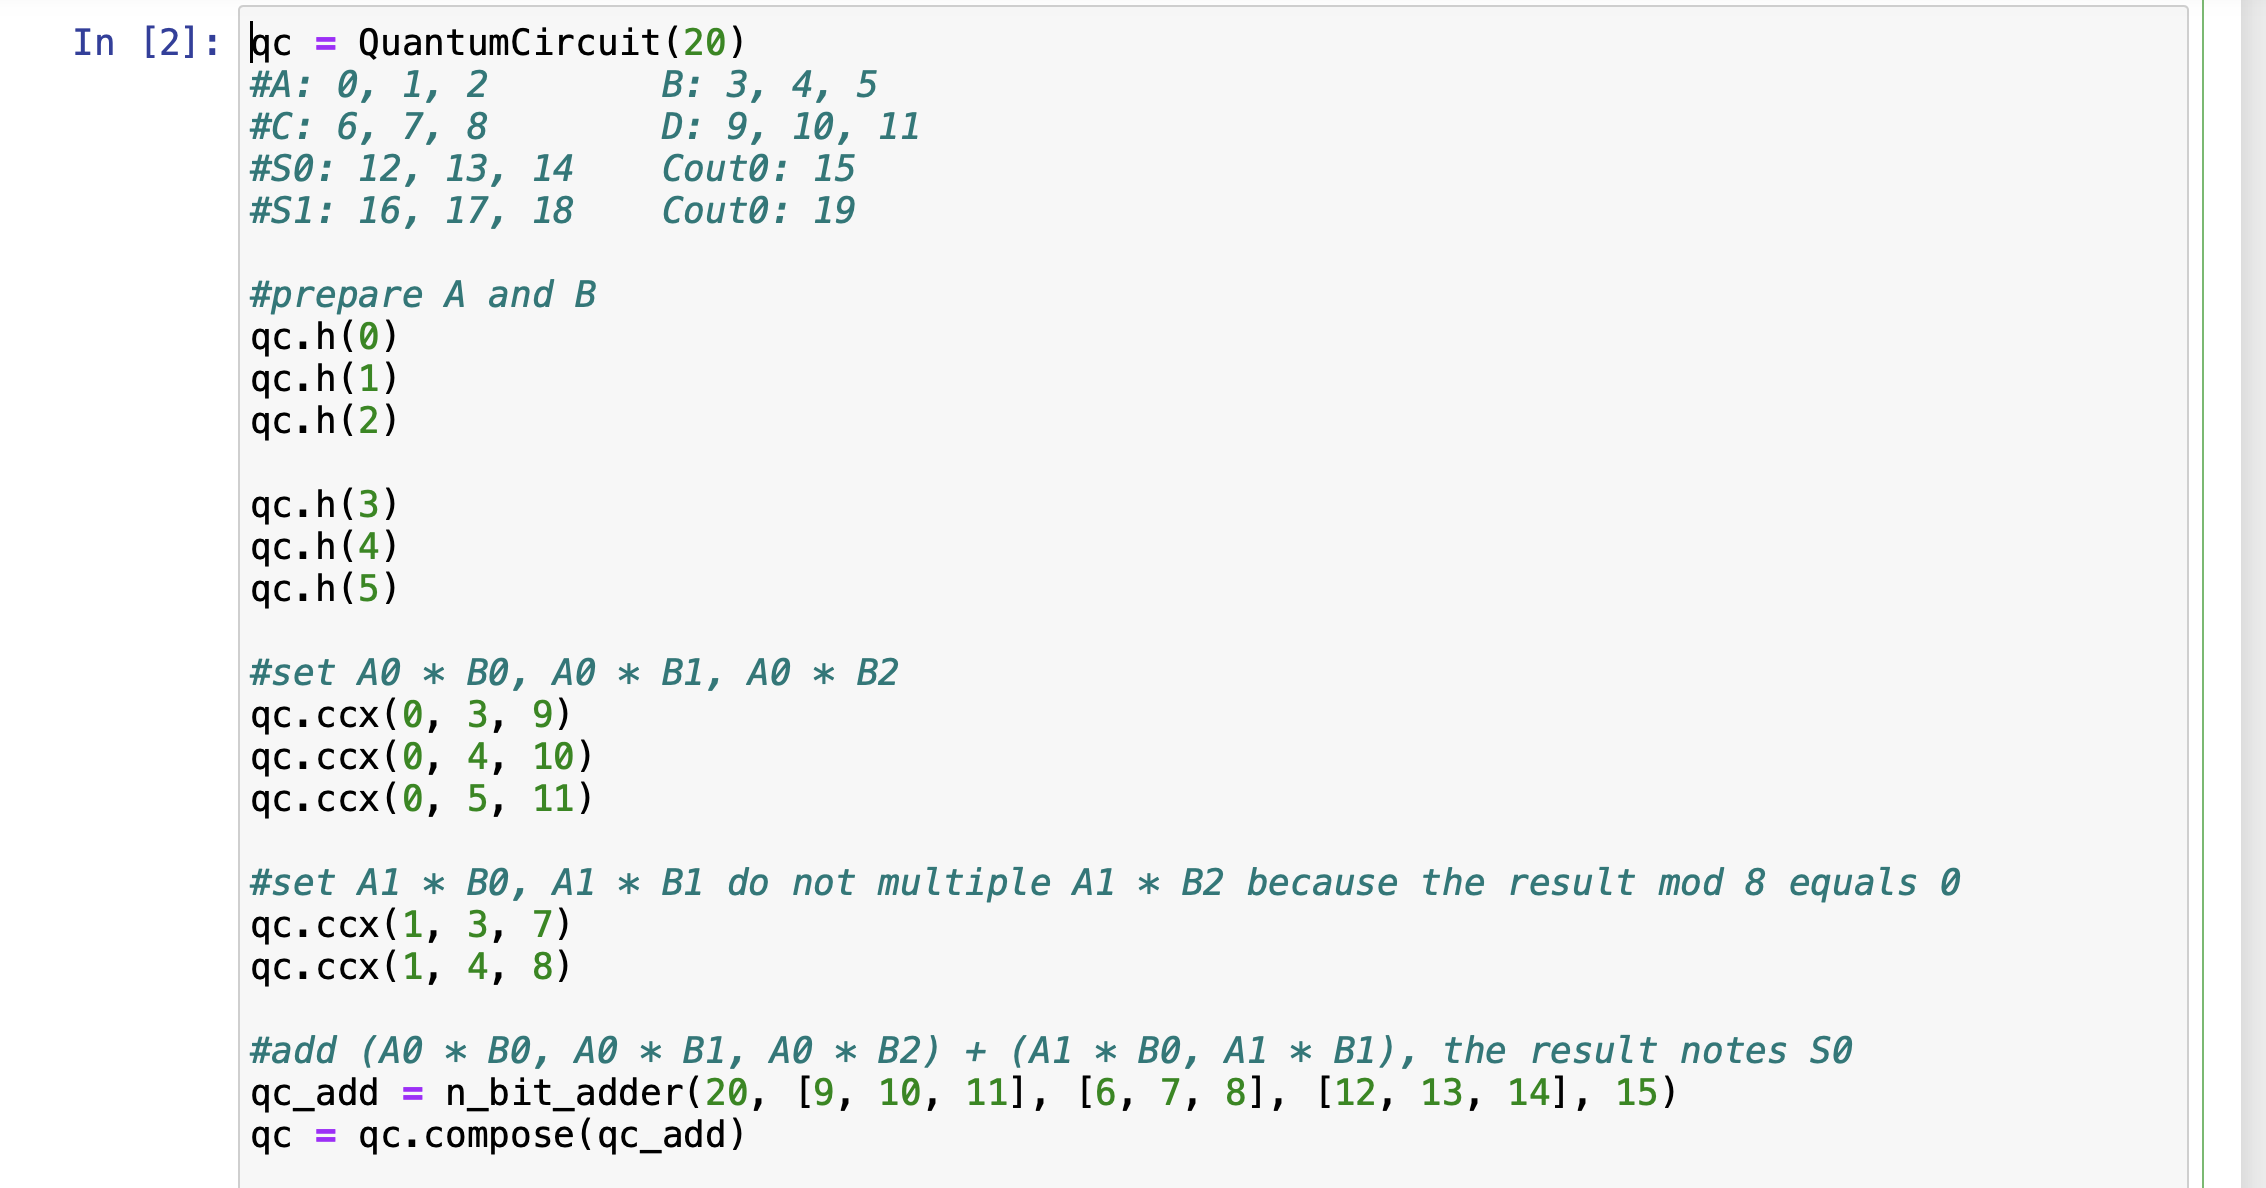 In [2]: qc = QuantumCircuit(20)
#A: 0, 1, 2        B: 3, 4, 5
#C: 6, 7, 8        D: 9, 10, 11
#S0: 12, 13, 14    Cout0: 15
#S1: 16, 17, 18    Cout0: 19
#prepare A and B
qc.h(0)
qc.h(1)
qc.h(2)
qc.h(3)
qc.h(4)
qc.h(5)
#set A0 * B0, A0 * B1, A0 * B2
qc.ccx(0, 3, 9)
qc.ccx(0, 4, 10)
qc.ccx(0, 5, 11)
#set A1 * B0, A1 * B1 do not multiple A1 * B2 because the result mod 8 equals 0
qc.ccx(1, 3, 7)
qc.ccx(1, 4, 8)
#add (A0 * B0, A0 * B1, A0 * B2) + (A1 * B0, A1 * B1), the result notes S0
qc_add = n_bit_adder(20, [9, 10, 11], [6, 7, 8], [12, 13, 14], 15)
qc = qc.compose(qc_add)